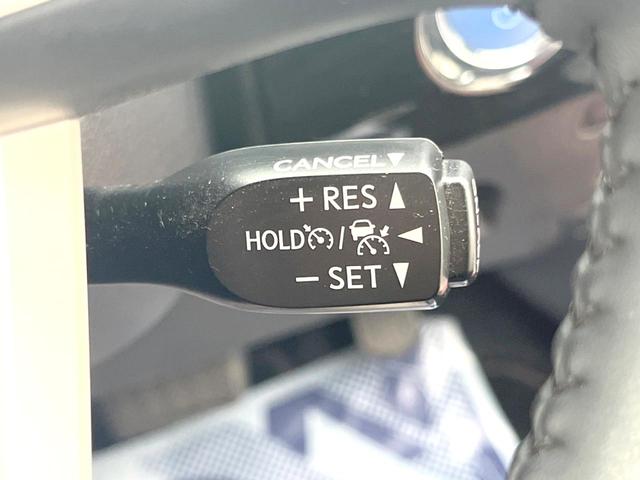 CANCEL▼
+ RES ▲
HOLD / ◀
− SET ▼